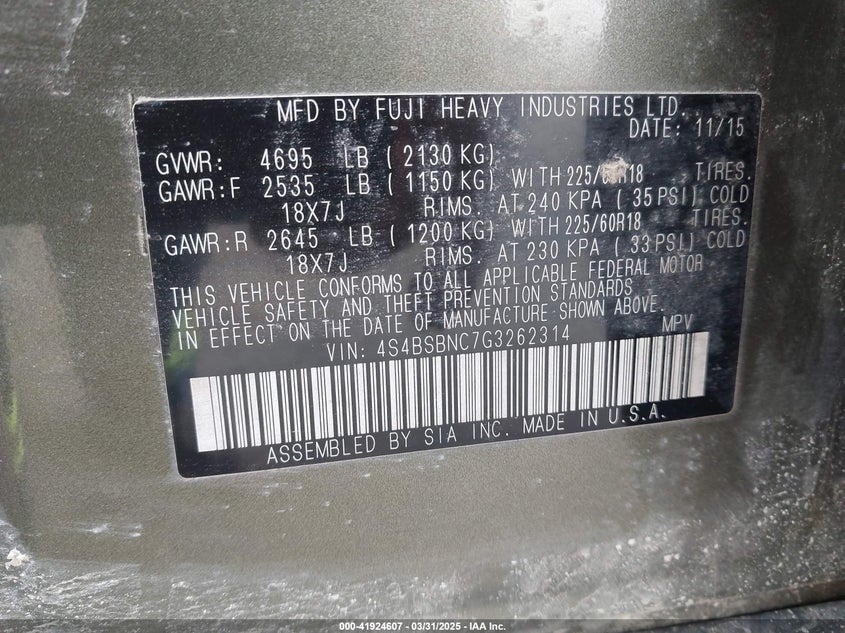 MFD BY FUJI HEAVY INDUSTRIES LTD.
DATE: 11/15
GVWR: 4695 LB ( 2130 KG)
GAWR:F 2535 LB ( 1150 KG) WITH 225/ R18 TIRES.
18X7J RIMS. AT 240 KPA ( 35 PSI) COLD
GAWR:R 2645 LB ( 1200 KG) WITH 225/60R18 TIRES.
18X7J RIMS. AT 230 KPA ( 33 PSI) COLD
THIS VEHICLE CONFORMS TO ALL APPLICABLE FEDERAL MOTOR
VEHICLE SAFETY AND THEFT PREVENTION STANDARDS
IN EFFECT ON THE DATE OF MANUFACTURE SHOWN ABOVE.
VIN: 4S4BSBNC7G3262314 MPV
ASSEMBLED BY SIA INC. MADE IN U.S.A.
000-41924607 - 03/31/2025 - IAA Inc.